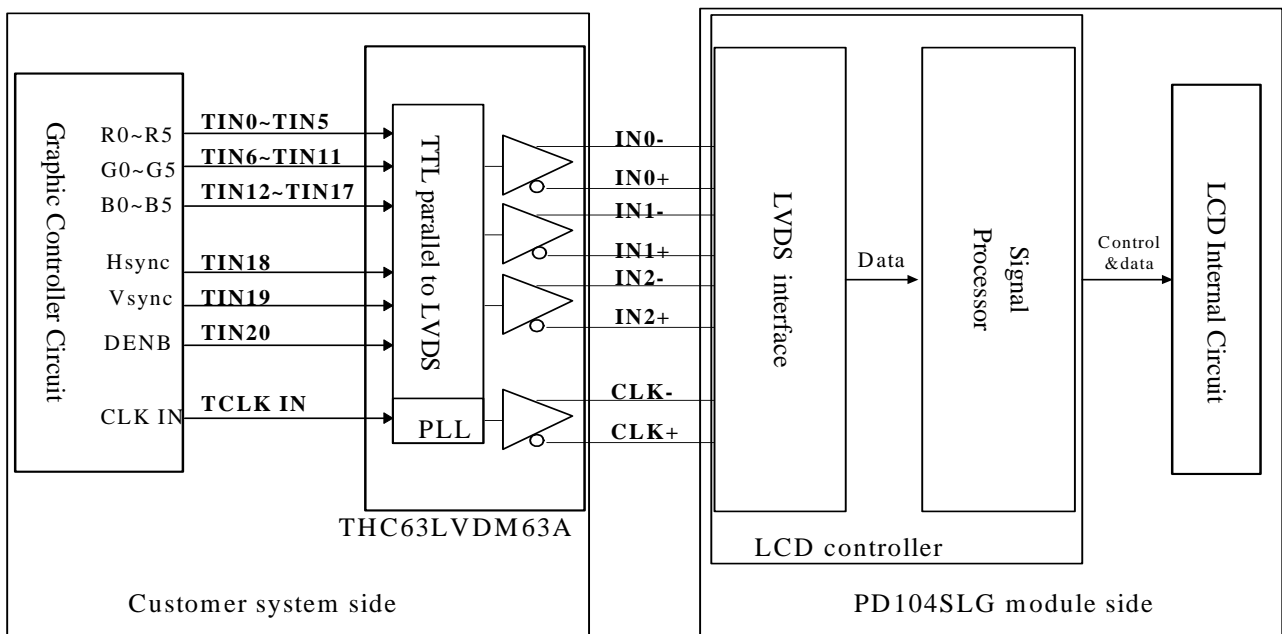 Graphic Controller Circuit
R0~R5
G0~G5
B0~B5
Hsync
Vsync
DENB
CLK IN
TIN0~TIN5
TIN6~TIN11
TIN12~TIN17
TIN18
TIN19
TIN20
TCLK IN
TTL parallel to LVDS
PLL
THC63LVDM63A
Customer system side
IN0-
IN0+
IN1-
IN1+
IN2-
IN2+
CLK-
CLK+
LVDS interface
Data
Signal
Processor
LCD controller
Control
&data
LCD Internal Circuit
PD104SLG module side